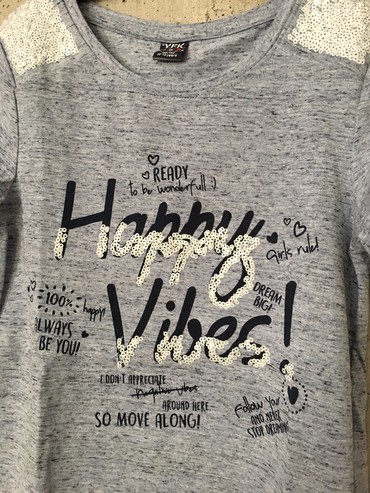 YFK
READY
to be wonderfull :)
Happy
Girls rule!
100%
happy!
DREAM
BIG!
Vibes!
ALWAYS
BE YOU!
I DON'T APPRECIATE
Negative vibes
AROUND HERE.
SO MOVE ALONG!
Follow You
AND NEVER
STOP DREAMING